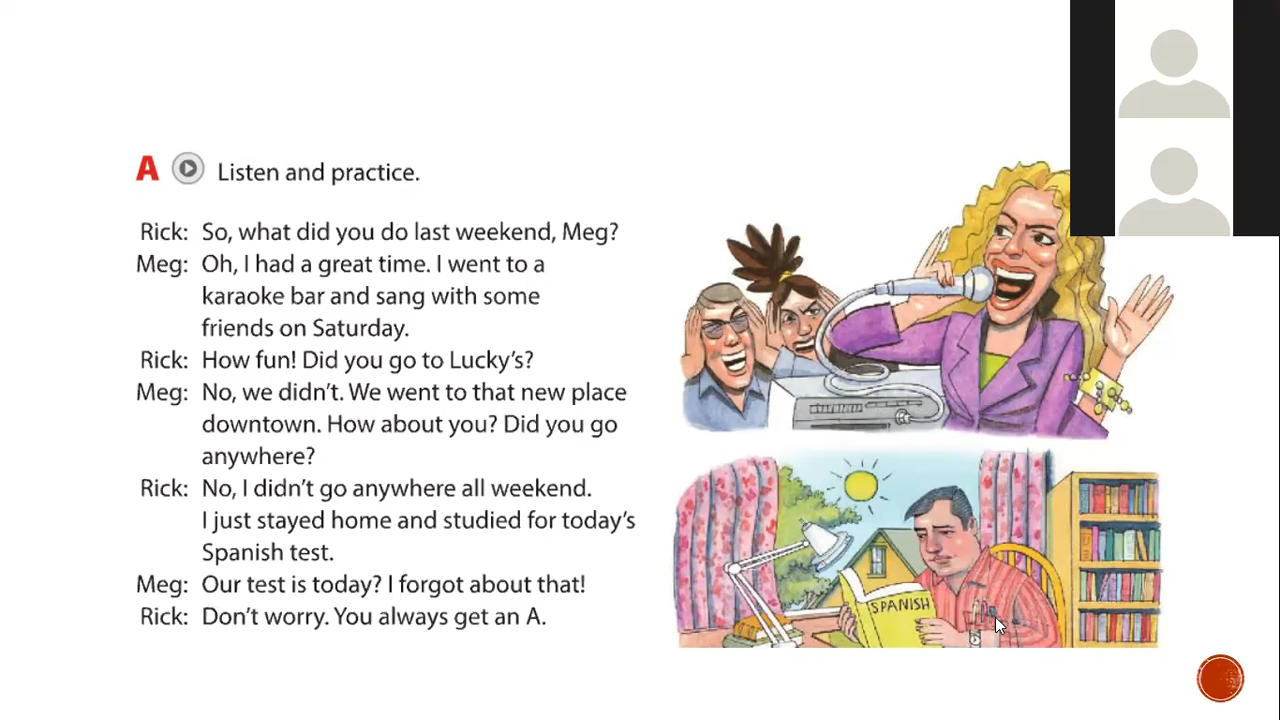 A Listen and practice.
Rick: So, what did you do last weekend, Meg?
Meg: Oh, I had a great time. I went to a
karaoke bar and sang with some
friends on Saturday.
Rick: How fun! Did you go to Lucky’s?
Meg: No, we didn’t. We went to that new place
downtown. How about you? Did you go
anywhere?
Rick: No, I didn’t go anywhere all weekend.
I just stayed home and studied for today’s
Spanish test.
Meg: Our test is today? I forgot about that!
Rick: Don’t worry. You always get an A.
SPANISH